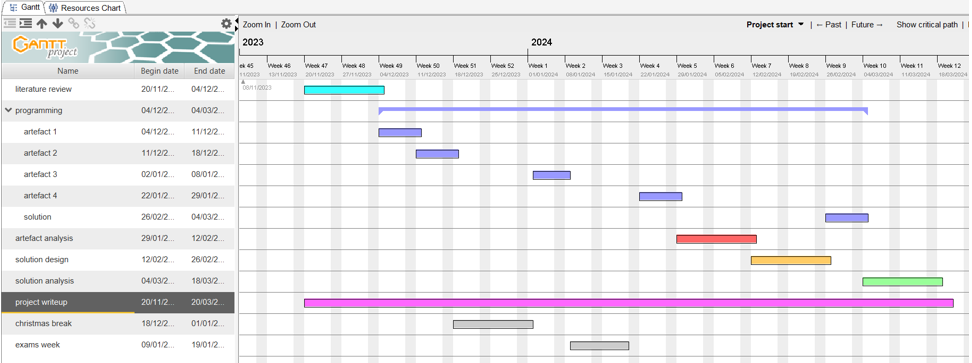 Gantt Resources Chart
Zoom In | Zoom Out Project start | ← Past | Future → Show critical path |
GANTT project
2023 2024
Name Begin date End date
ek 45 Week 46 Week 47 Week 48 Week 49 Week 50 Week 51 Week 52 Week 1 Week 2 Week 3 Week 4 Week 5 Week 6 Week 7 Week 8 Week 9 Week 10 Week 11 Week 12
11/2023 13/11/2023 20/11/2023 27/11/2023 04/12/2023 11/12/2023 18/12/2023 25/12/2023 01/01/2024 08/01/2024 15/01/2024 22/01/2024 29/01/2024 05/02/2024 12/02/2024 19/02/2024 26/02/2024 04/03/2024 11/03/2024 18/03/2024
08/11/2023
literature review 20/11/2... 04/12/2...
programming 04/12/2... 04/03/2...
artefact 1 04/12/2... 11/12/2...
artefact 2 11/12/2... 18/12/2...
artefact 3 02/01/2... 08/01/2...
artefact 4 22/01/2... 29/01/2...
solution 26/02/2... 04/03/2...
artefact analysis 29/01/2... 12/02/2...
solution design 12/02/2... 26/02/2...
solution analysis 04/03/2... 18/03/2...
project writeup 20/11/2... 20/03/2...
christmas break 18/12/2... 01/01/2...
exams week 09/01/2... 19/01/2...